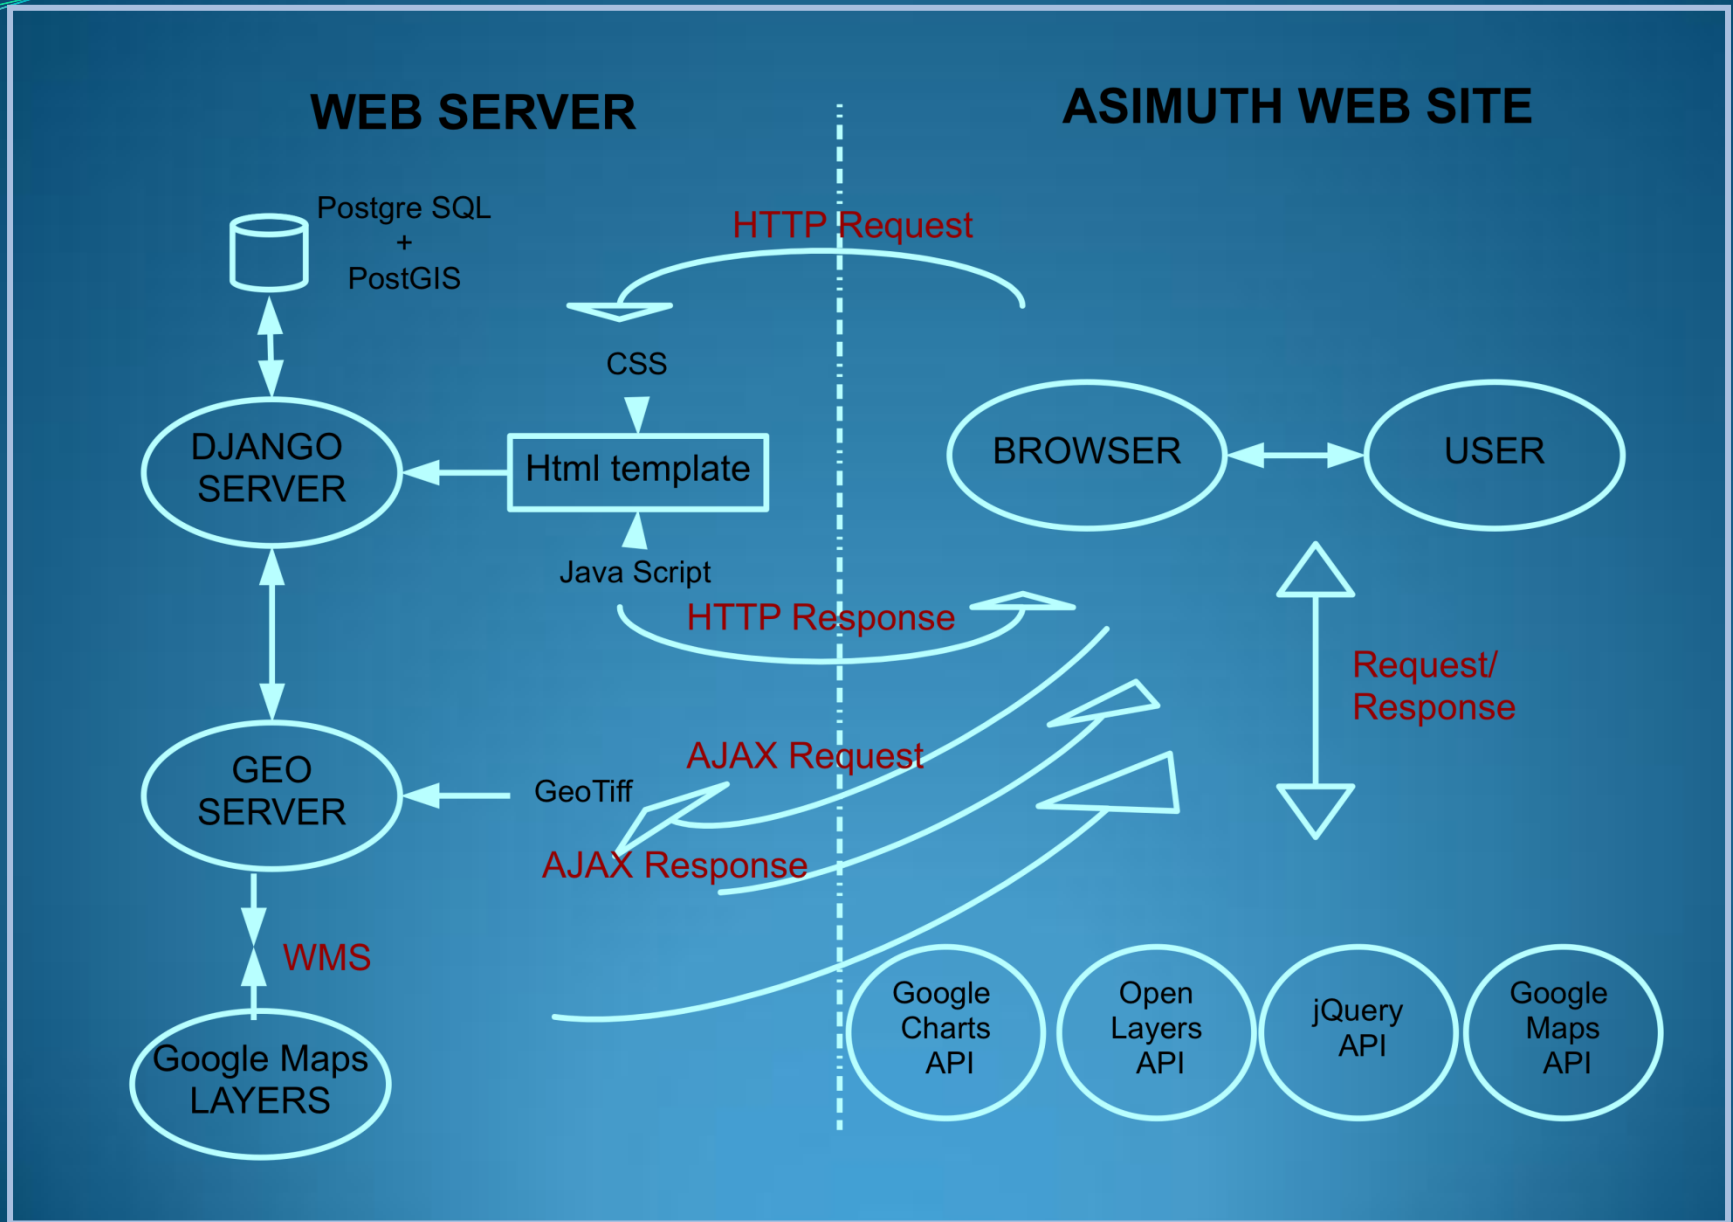 WEB SERVER
ASIMUTH WEB SITE
Postgre SQL
+
PostGIS
HTTP Request
CSS
DJANGO
SERVER
Html template
BROWSER
USER
Java Script
HTTP Response
Request/
Response
AJAX Request
GEO
SERVER
GeoTiff
AJAX Response
WMS
Google Maps
LAYERS
Google
Charts
API
Open
Layers
API
jQuery
API
Google
Maps
API